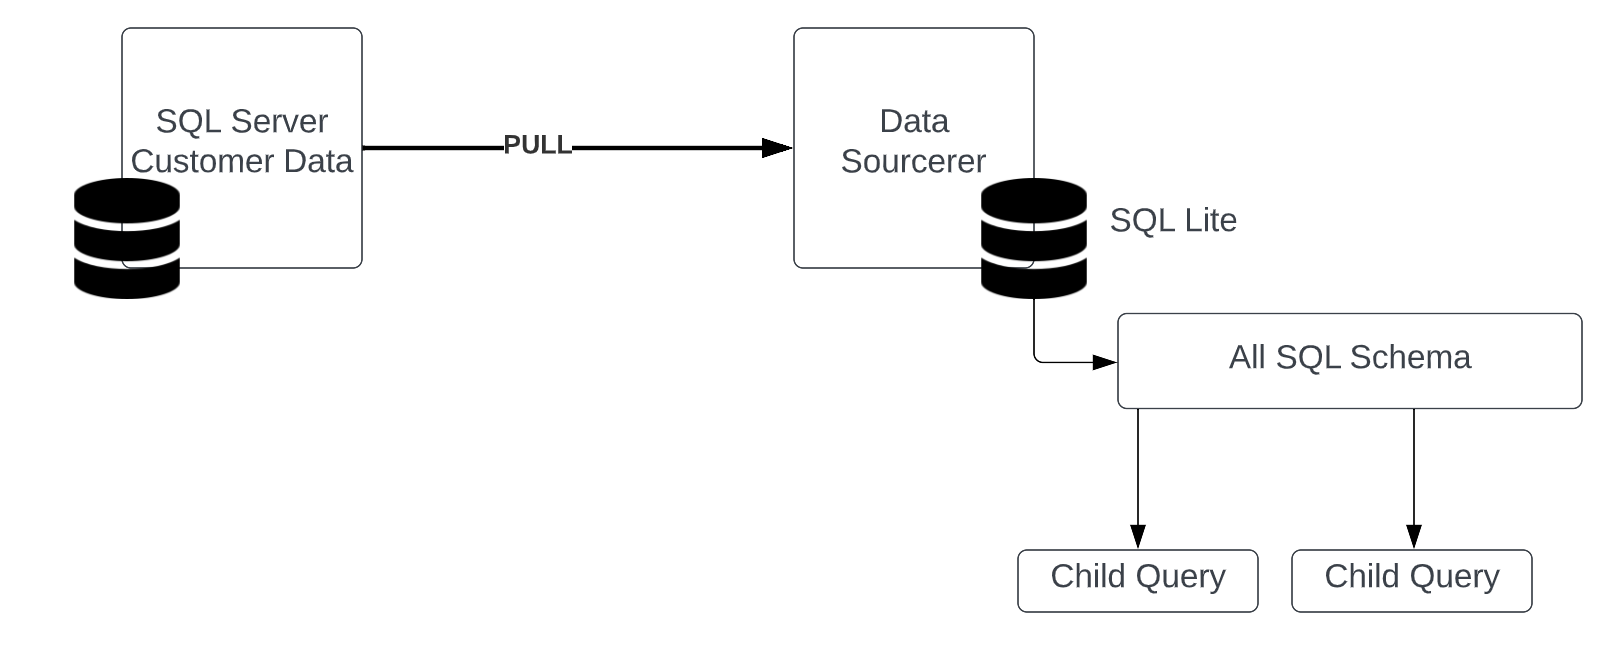 SQL Server
Customer Data
PULL
Data
Sourcerer
SQL Lite
All SQL Schema
Child Query
Child Query